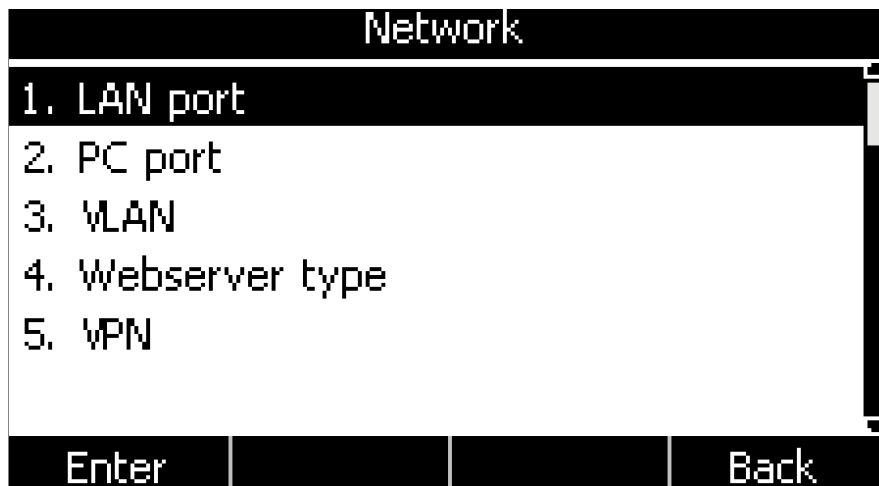 Network
1. LAN port
2. PC port
3. VLAN
4. Webserver type
5. VPN
Enter Back